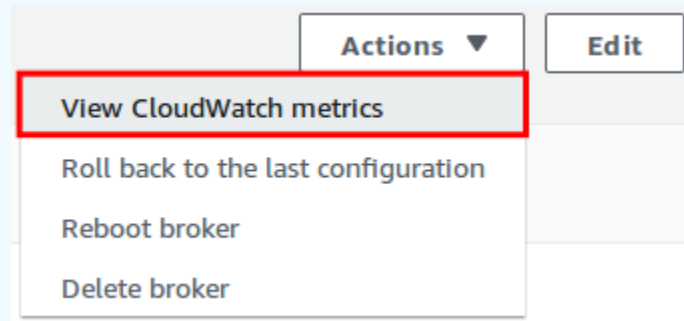 Actions ▼ Edit
View CloudWatch metrics
Roll back to the last configuration
Reboot broker
Delete broker